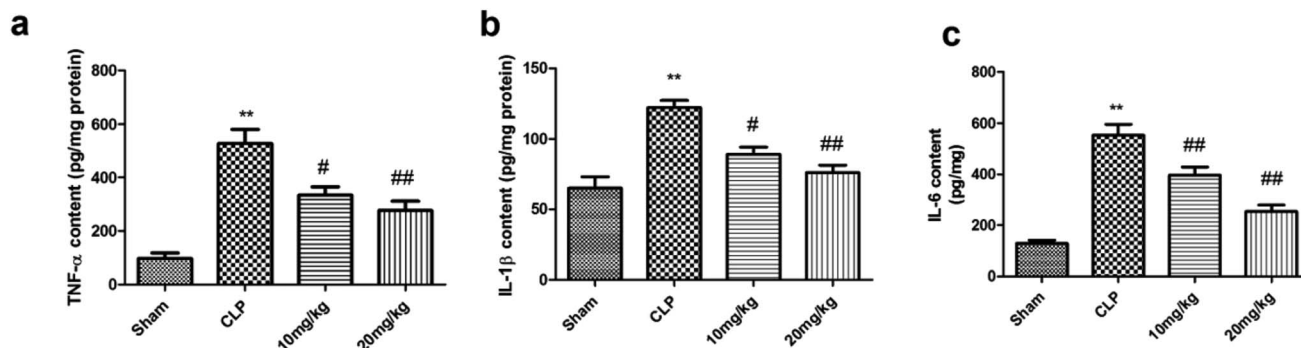 a
TNF-α content (pg/mg protein)
800
600
400
200
0
**
#
##
Sham
CLP
10mg/kg
20mg/kg
b
IL-1β content (pg/mg protein)
150
100
50
0
**
#
##
Sham
CLP
10mg/kg
20mg/kg
c
IL-6 content
(pg/mg)
800
600
400
200
0
**
##
##
Sham
CLP
10mg/kg
20mg/kg